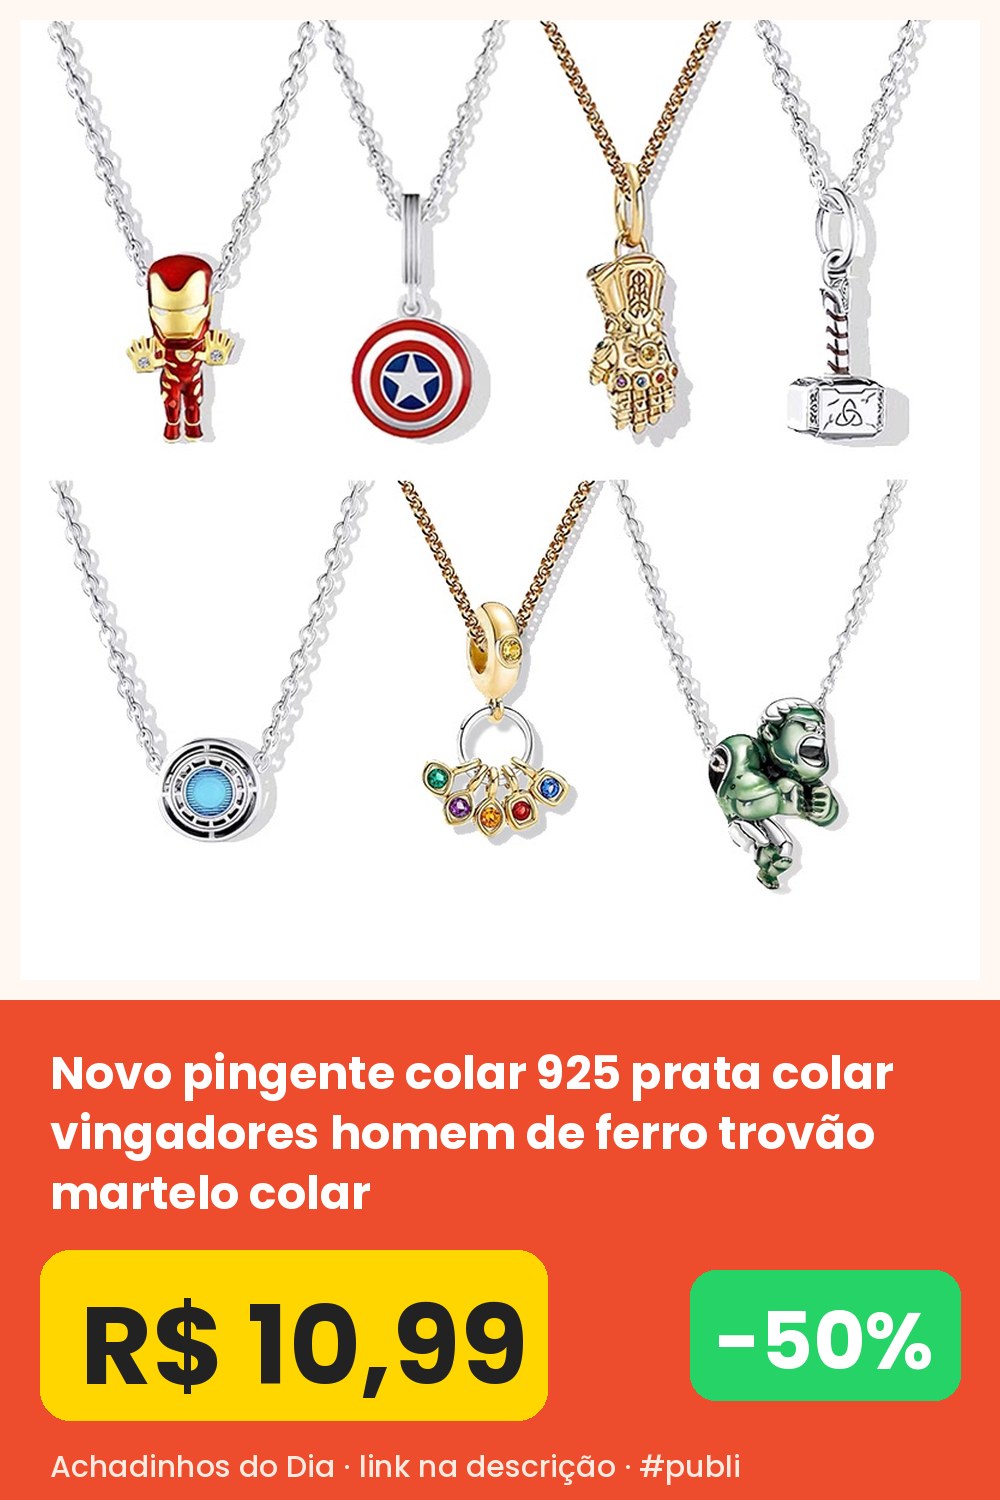 Novo pingente colar 925 prata colar
vingadores homem de ferro trovão
martelo colar
R$ 10,99
-50%
Achadinhos do Dia · link na descrição · #publi